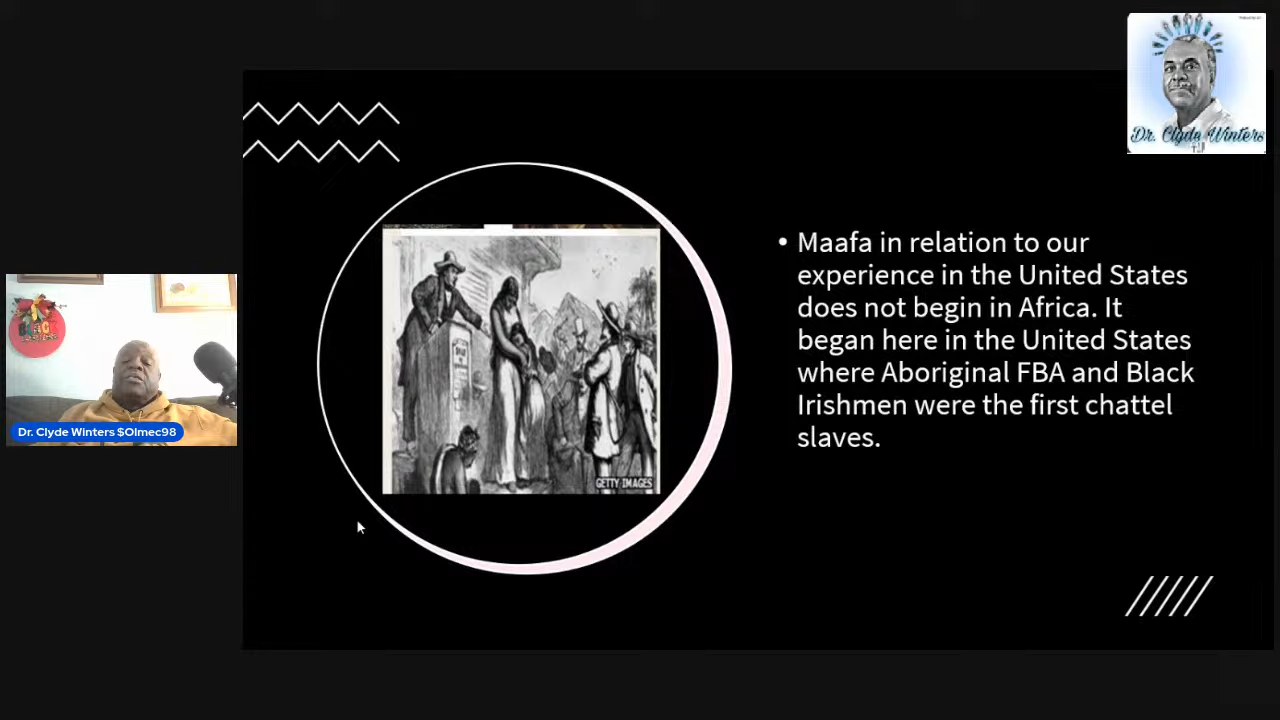 Dr. Clyde Winters
• Maafa in relation to our
experience in the United States
does not begin in Africa. It
began here in the United States
where Aboriginal FBA and Black
Irishmen were the first chattel
slaves.
Dr. Clyde Winters $Olmec98
GETTY IMAGES